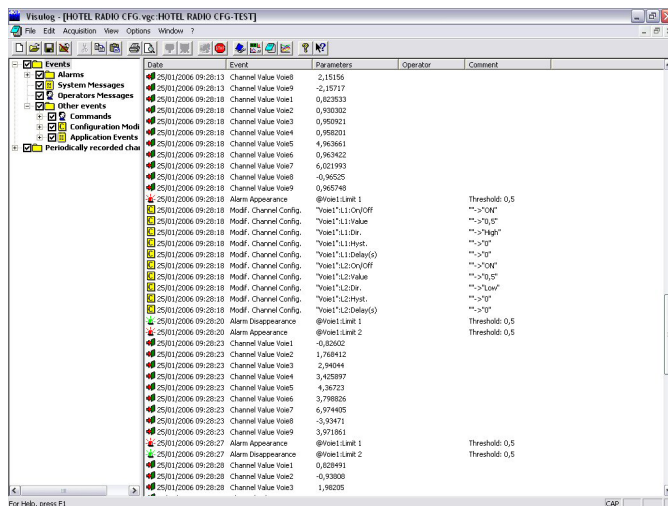 Visulog - [HOTEL RADIO CFG.vgc:HOTEL RADIO CFG-TEST]
File Edit Acquisition View Options Window ?
Events
Alarms
System Messages
Operators Messages
Other events
Commands
Configuration Modi
Application Events
Periodically recorded chan
Date Event Parameters Operator Comment
25/01/2006 09:28:13 Channel Value Voie8 2,15156
25/01/2006 09:28:13 Channel Value Voie9 -2,15717
25/01/2006 09:28:18 Channel Value Voie1 0,823533
25/01/2006 09:28:18 Channel Value Voie2 0,930302
25/01/2006 09:28:18 Channel Value Voie3 0,950921
25/01/2006 09:28:18 Channel Value Voie4 0,958201
25/01/2006 09:28:18 Channel Value Voie5 4,963661
25/01/2006 09:28:18 Channel Value Voie6 0,963422
25/01/2006 09:28:18 Channel Value Voie7 6,021993
25/01/2006 09:28:18 Channel Value Voie8 -0,96525
25/01/2006 09:28:18 Channel Value Voie9 0,965748
25/01/2006 09:28:18 Alarm Appearance @Voie1:Limit 1 Threshold: 0,5
25/01/2006 09:28:18 Modif. Channel Config. "Voie1":L1:On/Off ""->"ON"
25/01/2006 09:28:18 Modif. Channel Config. "Voie1":L1:Value ""->"0,5"
25/01/2006 09:28:18 Modif. Channel Config. "Voie1":L1:Dir. ""->"High"
25/01/2006 09:28:18 Modif. Channel Config. "Voie1":L1:Hyst. ""->"0"
25/01/2006 09:28:18 Modif. Channel Config. "Voie1":L1:Delay(s) ""->"0"
25/01/2006 09:28:18 Modif. Channel Config. "Voie1":L2:On/Off ""->"ON"
25/01/2006 09:28:18 Modif. Channel Config. "Voie1":L2:Value ""->"0,5"
25/01/2006 09:28:18 Modif. Channel Config. "Voie1":L2:Dir. ""->"Low"
25/01/2006 09:28:18 Modif. Channel Config. "Voie1":L2:Hyst. ""->"0"
25/01/2006 09:28:18 Modif. Channel Config. "Voie1":L2:Delay(s) ""->"0"
25/01/2006 09:28:20 Alarm Disappearance @Voie1:Limit 1 Threshold: 0,5
25/01/2006 09:28:20 Alarm Appearance @Voie1:Limit 2 Threshold: 0,5
25/01/2006 09:28:23 Channel Value Voie1 -0,82602
25/01/2006 09:28:23 Channel Value Voie2 1,768412
25/01/2006 09:28:23 Channel Value Voie3 2,94044
25/01/2006 09:28:23 Channel Value Voie4 3,425897
25/01/2006 09:28:23 Channel Value Voie5 4,36723
25/01/2006 09:28:23 Channel Value Voie6 3,798826
25/01/2006 09:28:23 Channel Value Voie7 6,974405
25/01/2006 09:28:23 Channel Value Voie8 -3,93471
25/01/2006 09:28:23 Channel Value Voie9 3,971861
25/01/2006 09:28:27 Alarm Appearance @Voie1:Limit 1 Threshold: 0,5
25/01/2006 09:28:27 Alarm Disappearance @Voie1:Limit 2 Threshold: 0,5
25/01/2006 09:28:28 Channel Value Voie1 0,828491
25/01/2006 09:28:28 Channel Value Voie2 -0,93808
25/01/2006 09:28:28 Channel Value Voie3 1,98205
For Help, press F1
CAP